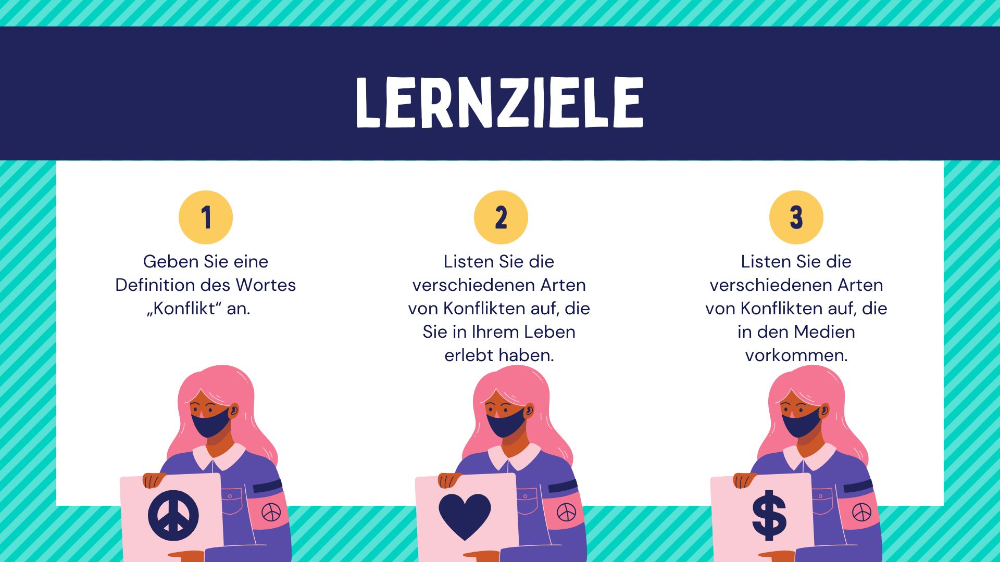 LERNZIELE
1
Geben Sie eine
Definition des Wortes
„Konflikt“ an.
2
Listen Sie die
verschiedenen Arten
von Konflikten auf, die
Sie in Ihrem Leben
erlebt haben.
3
Listen Sie die
verschiedenen Arten
von Konflikten auf, die
in den Medien
vorkommen.
$